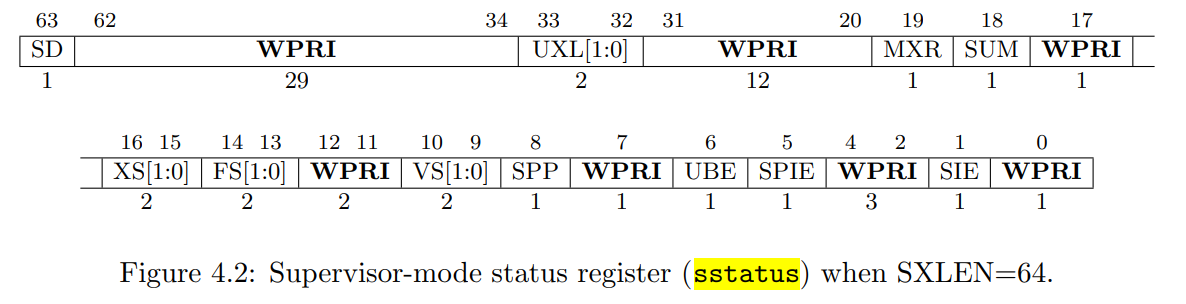 63 62 34 33 32 31 20 19 18 17
SD WPRI UXL[1:0] WPRI MXR SUM WPRI
1 29 2 12 1 1 1
16 15 14 13 12 11 10 9 8 7 6 5 4 2 1 0
XS[1:0] FS[1:0] WPRI VS[1:0] SPP WPRI UBE SPIE WPRI SIE WPRI
2 2 2 2 1 1 1 1 3 1 1
Figure 4.2: Supervisor-mode status register (sstatus) when SXLEN=64.